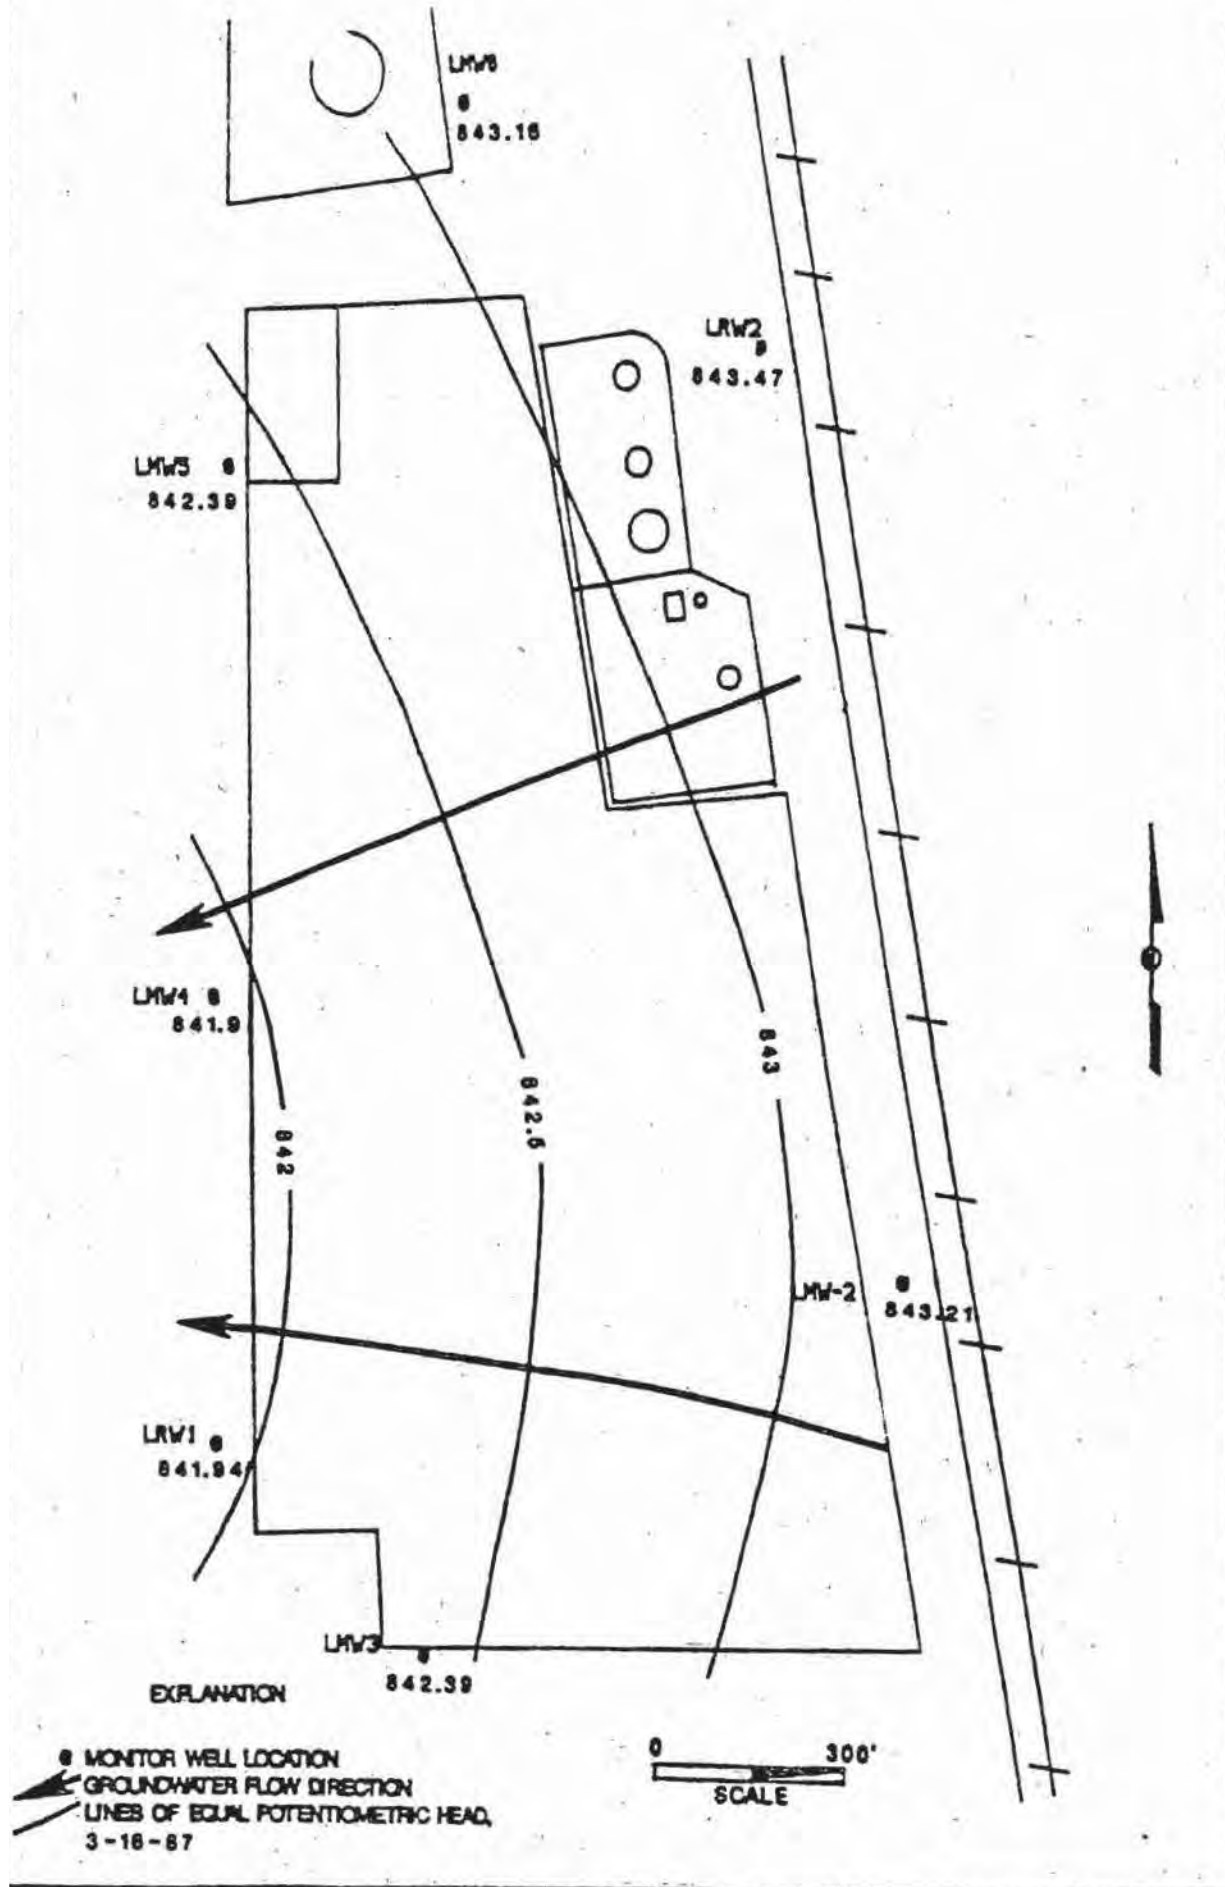 LMW6
843.16
LRW2
843.47
LMW5
842.39
LMW4
841.9
843
842.5
842
LMW-2
843.21
LRW1
841.94
LMW3
842.39
EXPLANATION
MONITOR WELL LOCATION
GROUNDWATER FLOW DIRECTION
LINES OF EQUAL POTENTIOMETRIC HEAD,
3-16-87
0 300'
SCALE